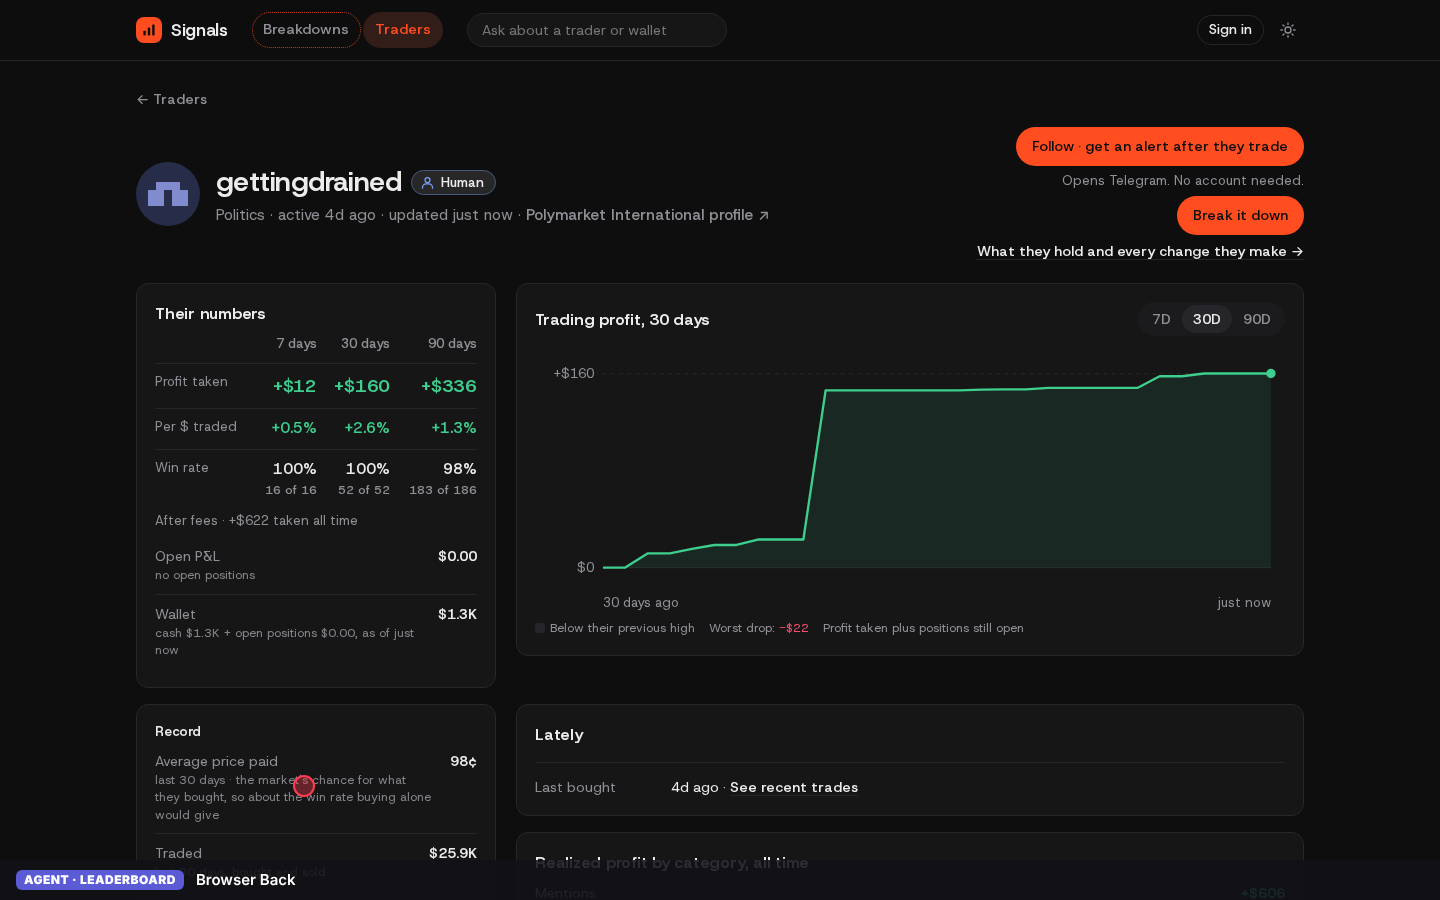 Signals
Breakdowns
Traders
Ask about a trader or wallet
Sign in
← Traders
gettingdrained
Human
Politics · active 4d ago · updated just now · Polymarket International profile ↗
Follow · get an alert after they trade
Opens Telegram. No account needed.
Break it down
What they hold and every change they make →
Their numbers
7 days 30 days 90 days
Profit taken +$12 +$160 +$336
Per $ traded +0.5% +2.6% +1.3%
Win rate 100% 100% 98%
16 of 16 52 of 52 183 of 186
After fees · +$622 taken all time
Open P&L $0.00
no open positions
Wallet $1.3K
cash $1.3K + open positions $0.00, as of just
now
Trading profit, 30 days
7D 30D 90D
+$160
$0
30 days ago just now
Below their previous high Worst drop: −$22 Profit taken plus positions still open
Record
Average price paid 98¢
last 30 days · the market's chance for what
they bought, so about the win rate buying alone
would give
Traded $25.9K
sold
Lately
Last bought 4d ago · See recent trades
Realized profit by category, all time
Mentions +$606
AGENT · LEADERBOARD Browser Back